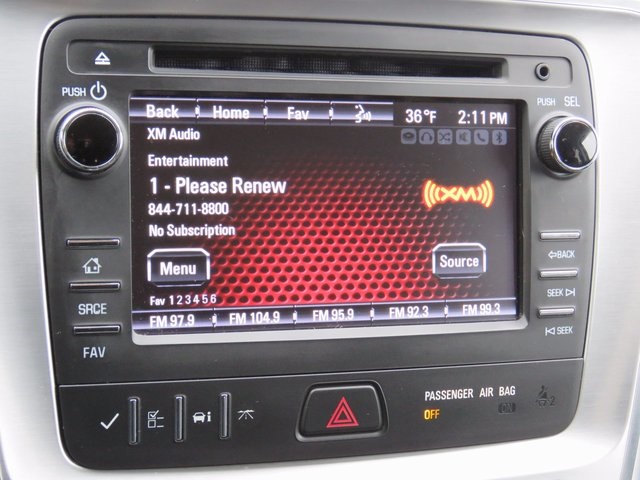 PUSH
PUSH SEL
Back Home Fav 36°F 2:11 PM
XM Audio
Entertainment
1 - Please Renew
844-711-8800
No Subscription
XM
Menu Source
Fav 1 2 3 4 5 6
FM 97.9 FM 104.9 FM 95.9 FM 92.3 FM 99.3
SRCE
FAV
BACK
SEEK
SEEK
PASSENGER AIR BAG
OFF ON
2